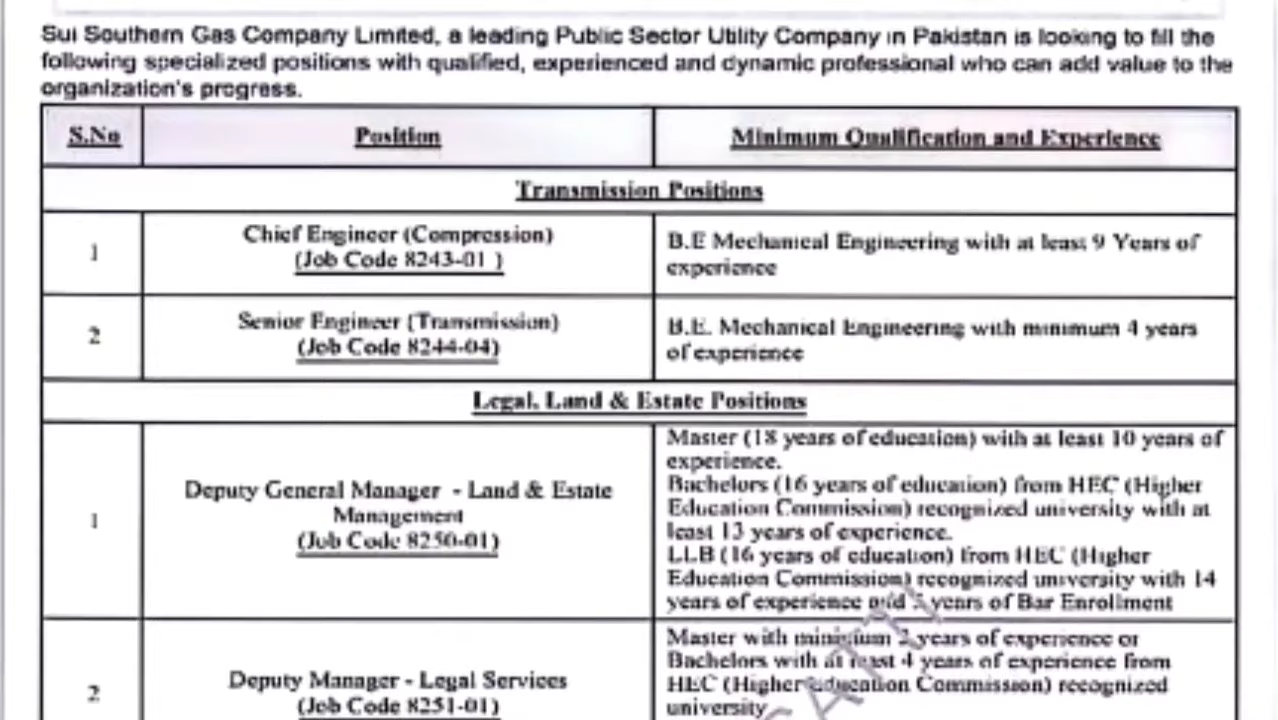 Sui Southern Gas Company Limited, a leading Public Sector Utility Company in Pakistan is looking to fill the
following specialized positions with qualified, experienced and dynamic professional who can add value to the
organization's progress.
S.No
Position
Minimum Qualification and Experience
Transmission Positions
1
Chief Engineer (Compression)
(Job Code 8243-01 )
B.E Mechanical Engineering with at least 9 Years of
experience
2
Senior Engineer (Transmission)
(Job Code 8244-04)
B.E. Mechanical Engineering with minimum 4 years
of experience
Legal, Land & Estate Positions
1
Deputy General Manager - Land & Estate
Management
(Job Code 8250-01)
Master (18 years of education) with at least 10 years of
experience.
Bachelors (16 years of education) from HEC (Higher
Education Commission) recognized university with at
least 13 years of experience.
LLB (16 years of education) from HEC (Higher
Education Commission) recognized university with 14
years of experience and years of Bar Enrollment
2
Deputy Manager - Legal Services
(Job Code 8251-01)
Master with minimum 2 years of experience or
Bachelors with at least 4 years of experience from
HEC (Higher Education Commission) recognized
university